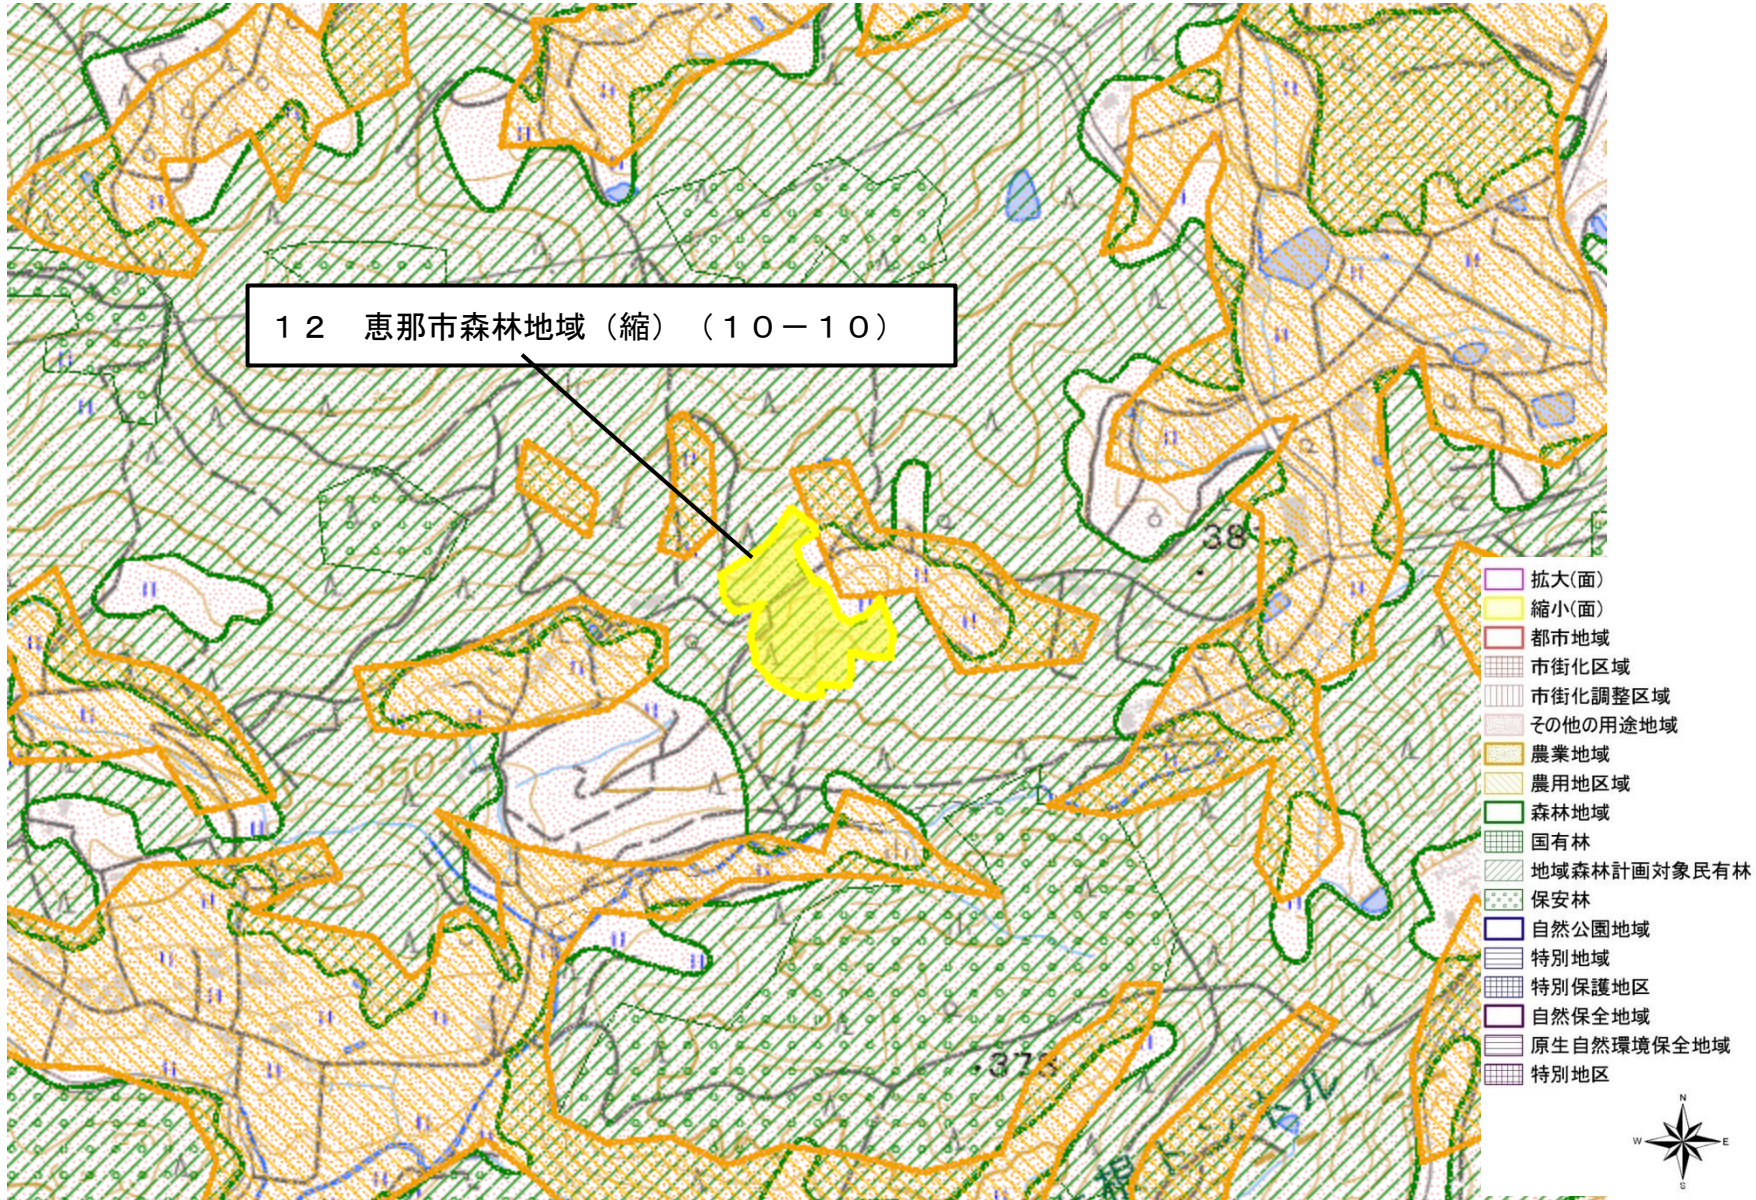 １２　恵那市森林地域（縮）（１０－１０）
38
拡大(面)
縮小(面)
都市地域
市街化区域
市街化調整区域
その他の用途地域
農業地域
農用地区域
森林地域
国有林
地域森林計画対象民有林
保安林
自然公園地域
特別地域
特別保護地区
自然保全地域
原生自然環境保全地域
特別地区
373
N
W
E
S